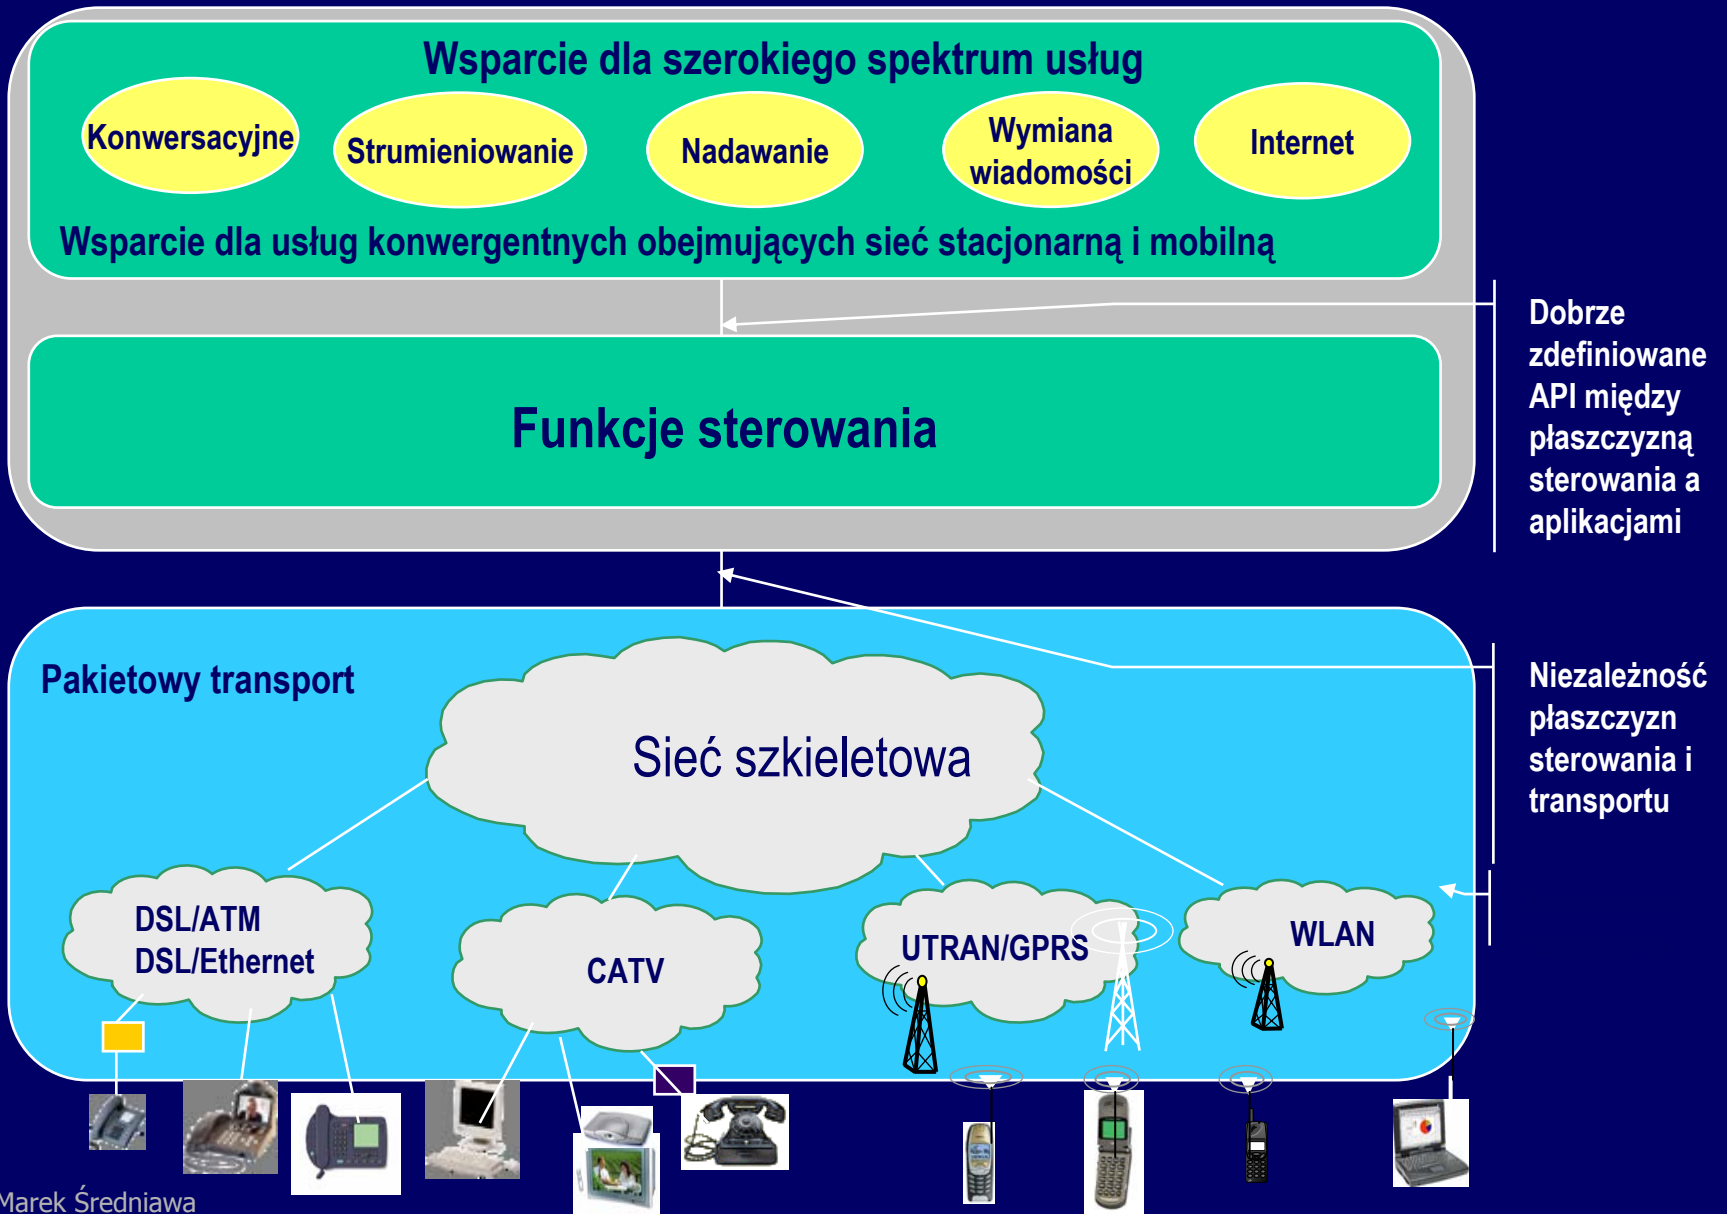 Wsparcie dla szerokiego spektrum usług
Konwersacyjne
Strumieniowanie
Nadawanie
Wymiana
wiadomości
Internet
Wsparcie dla usług konwergentnych obejmujących sieć stacjonarną i mobilną
Funkcje sterowania
Dobrze
zdefiniowane
API między
płaszczyzną
sterowania a
aplikacjami
Pakietowy transport
Sieć szkieletowa
Niezależność
płaszczyzn
sterowania i
transportu
DSL/ATM
DSL/Ethernet
CATV
UTRAN/GPRS
WLAN
Marek Średniawa